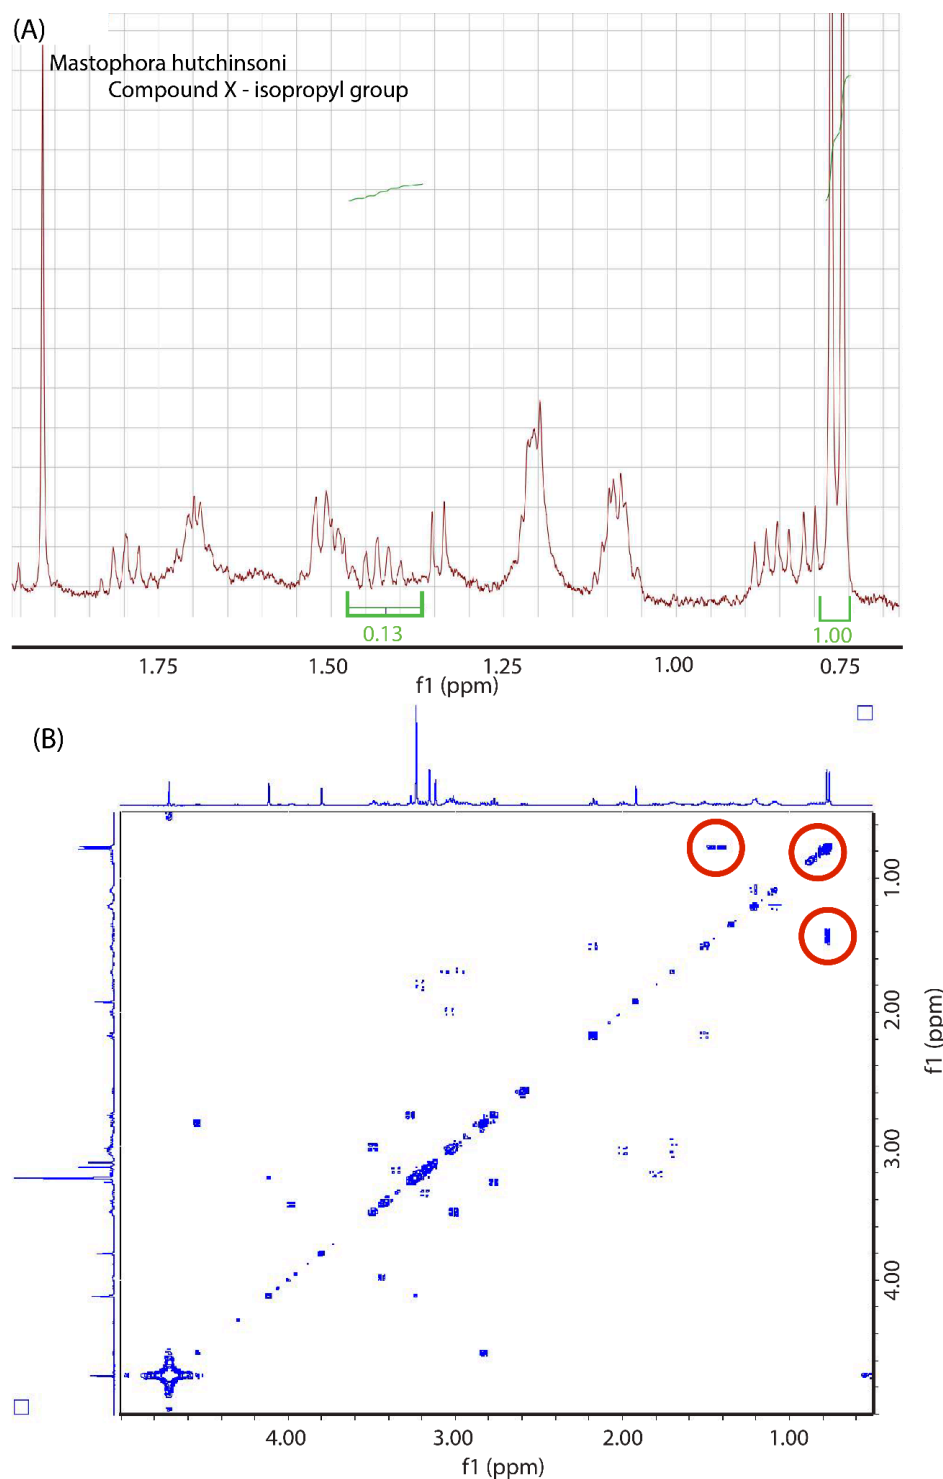 (A)
Mastophora hutchinsoni
Compound X - isopropyl group
0.13
1.00
1.75 1.50 1.25 1.00 0.75
f1 (ppm)
(B)
1.00
2.00
3.00
4.00
f1 (ppm)
4.00 3.00 2.00 1.00
f1 (ppm)